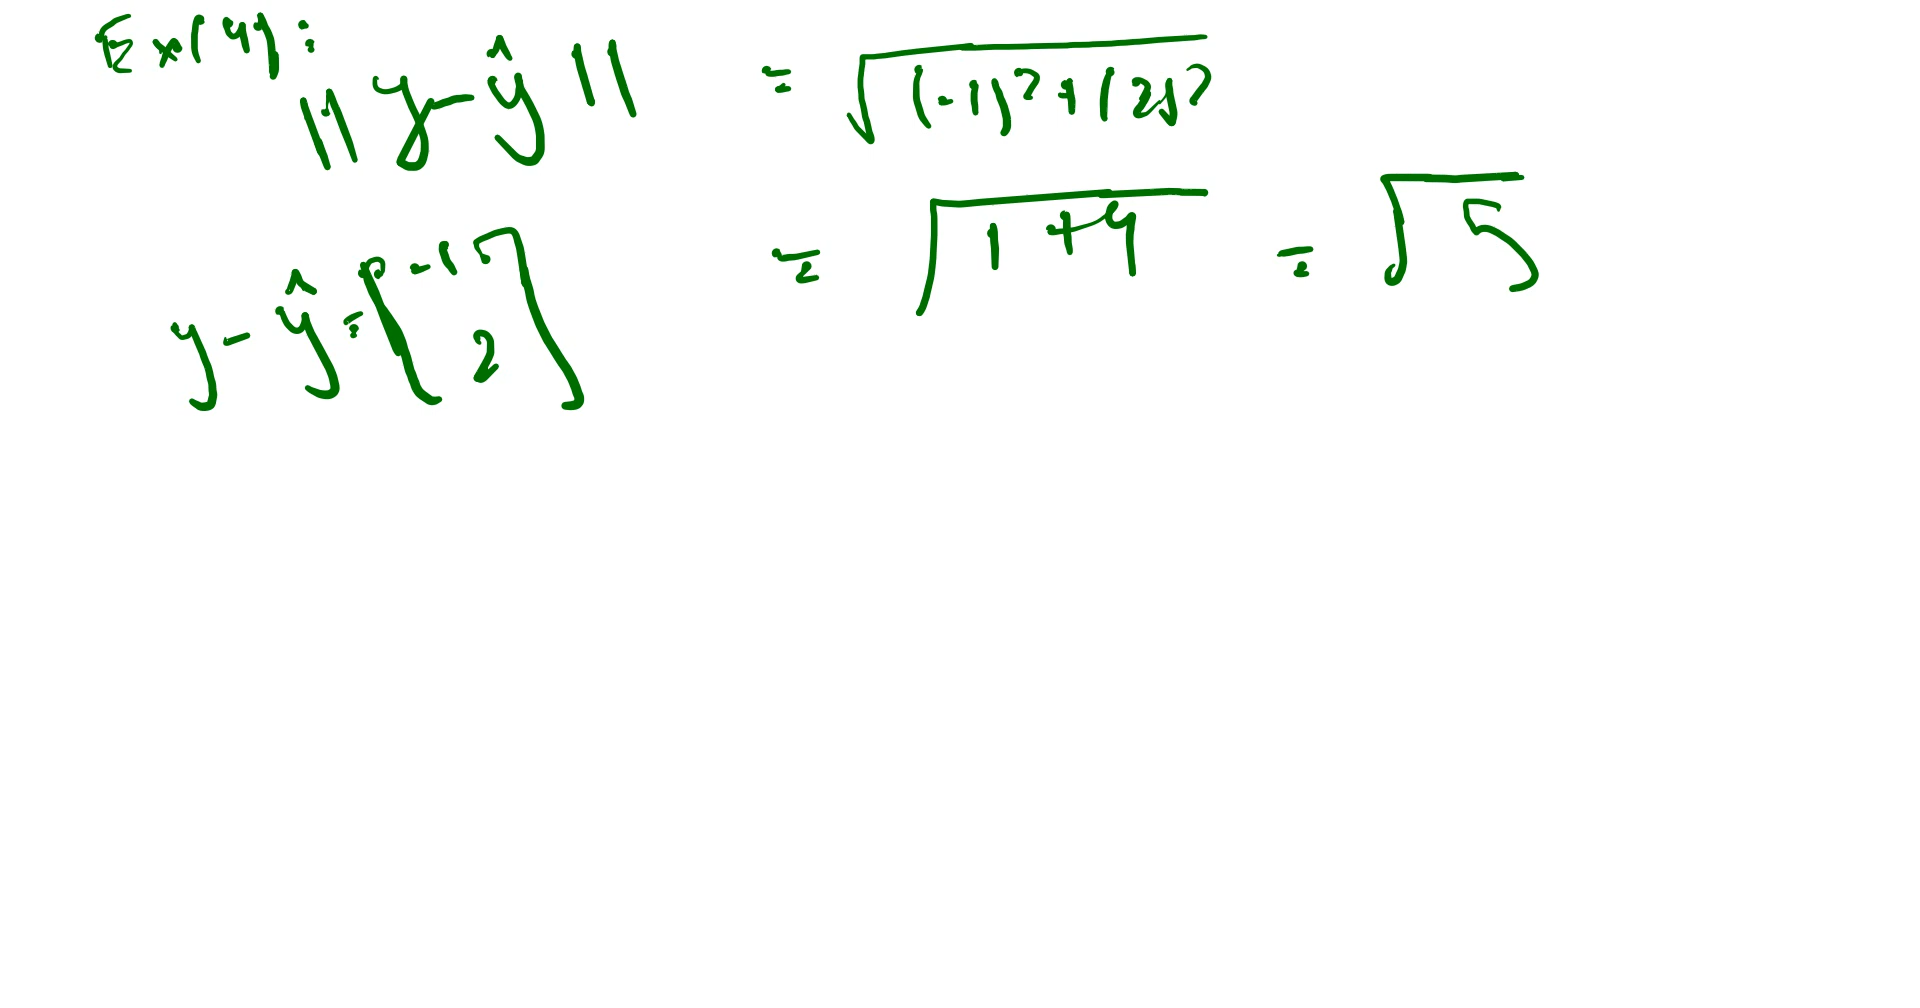 Ex(4):
‖y - ŷ‖ = √((-1)² + (2)²)
= √(1 + 4) = √5
y - ŷ = [-1
2]